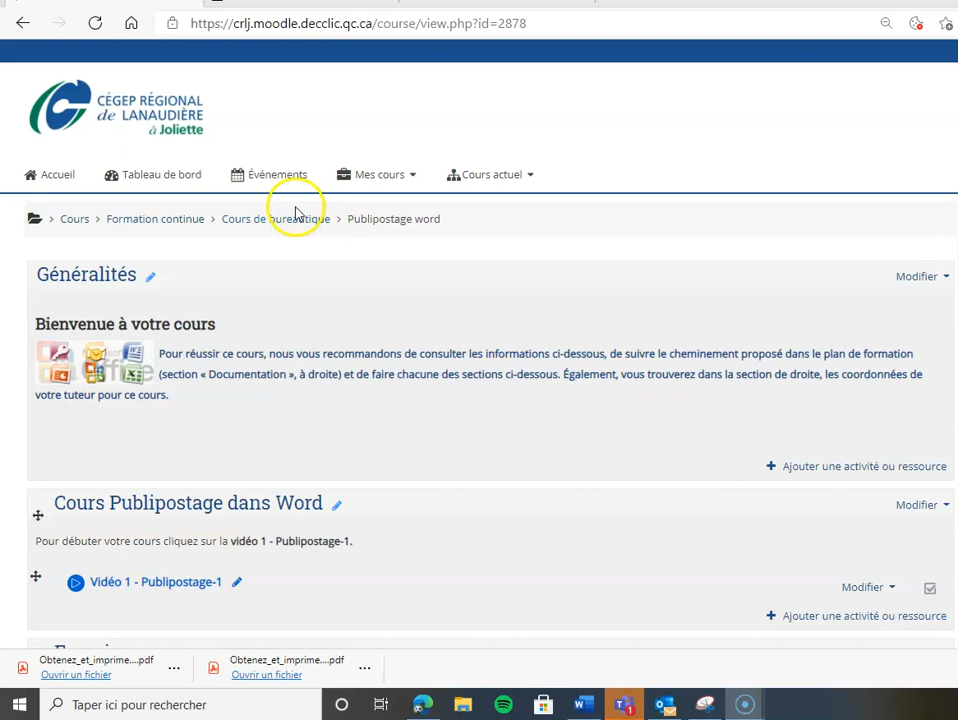 https://crlj.moodle.decclic.qc.ca/course/view.php?id=2878
CÉGEP RÉGIONAL
de LANAUDIÈRE
à Joliette
Accueil
Tableau de bord
Événements
Mes cours
Cours actuel
Cours > Formation continue > Cours de bureautique > Publipostage word
Généralités
Modifier
Bienvenue à votre cours
Pour réussir ce cours, nous vous recommandons de consulter les informations ci-dessous, de suivre le cheminement proposé dans le plan de formation
(section « Documentation », à droite) et de faire chacune des sections ci-dessous. Également, vous trouverez dans la section de droite, les coordonnées de
votre tuteur pour ce cours.
+ Ajouter une activité ou ressource
Cours Publipostage dans Word
Modifier
Pour débuter votre cours cliquez sur la vidéo 1 - Publipostage-1.
Vidéo 1 - Publipostage-1
Modifier
+ Ajouter une activité ou ressource
Obtenez_et_imprime....pdf
Ouvrir un fichier
Obtenez_et_imprime....pdf
Ouvrir un fichier
Taper ici pour rechercher